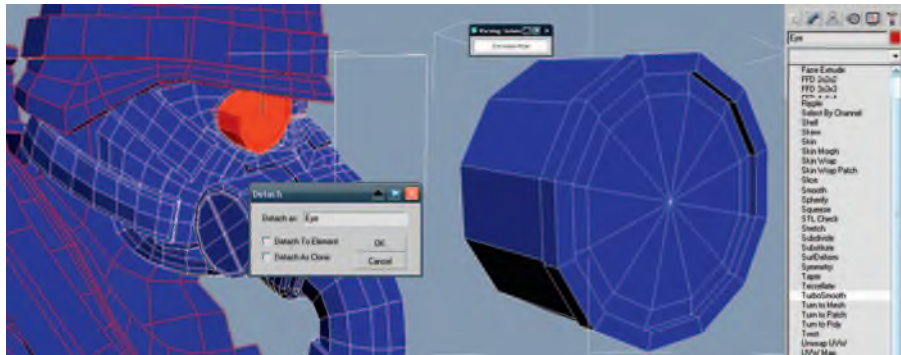 Detach
Detach as: Eye
Detach To Element
Detach As Clone
OK
Cancel
Eye
Face Extrude
FFD 2x2x2
FFD 3x3x3
Ripple
Select By Channel
Shell
Skew
Skin
Skin Morph
Skin Wrap
Skin Wrap Patch
Slice
Smooth
Spherify
Squeeze
STL Check
Stretch
Subdivide
Substitute
SurfDeform
Symmetry
Taper
Tessellate
TurboSmooth
Turn to Mesh
Turn to Patch
Turn to Poly
Twist
Unwrap UVW
UVW Map